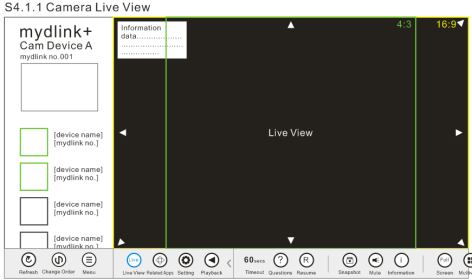 S4.1.1 Camera Live View
mydlink+
Cam Device A
mydlink no.001
Information
data
4:3
16:9
Live View
[device name]
[mydlink no.]
[device name]
[mydlink no.]
[device name]
[mydlink no.]
[device name]
[mydlink no.]
Live
60secs
?
R
i
Full
Refresh Change Order Menu
Live View Related Apps Setting Playback
Timeout Questions Resume
Snapshot Mute Information
Screen